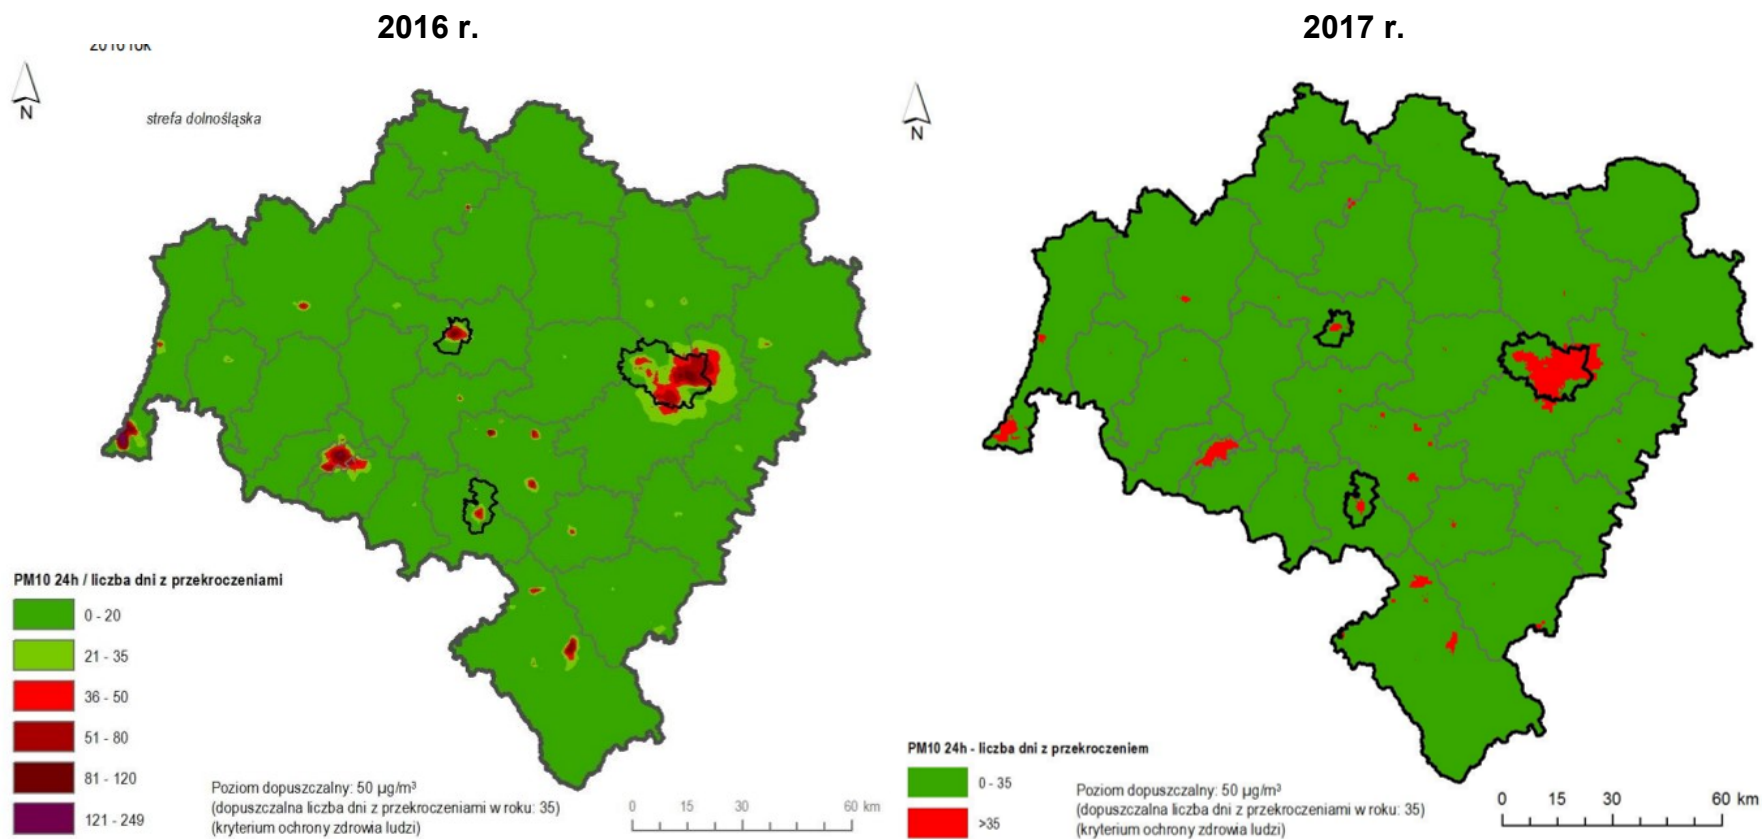 2016 r.
2017 r.
2016 rok
N
strefa dolnośląska
N
PM10 24h / liczba dni z przekroczeniami
0 - 20
21 - 35
36 - 50
51 - 80
81 - 120
121 - 249
Poziom dopuszczalny: 50 µg/m³
(dopuszczalna liczba dni z przekroczeniami w roku: 35)
(kryterium ochrony zdrowia ludzi)
0 15 30 60 km
PM10 24h - liczba dni z przekroczeniem
0 - 35
>35
Poziom dopuszczalny: 50 µg/m³
(dopuszczalna liczba dni z przekroczeniami w roku: 35)
(kryterium ochrony zdrowia ludzi)
0 15 30 60 km